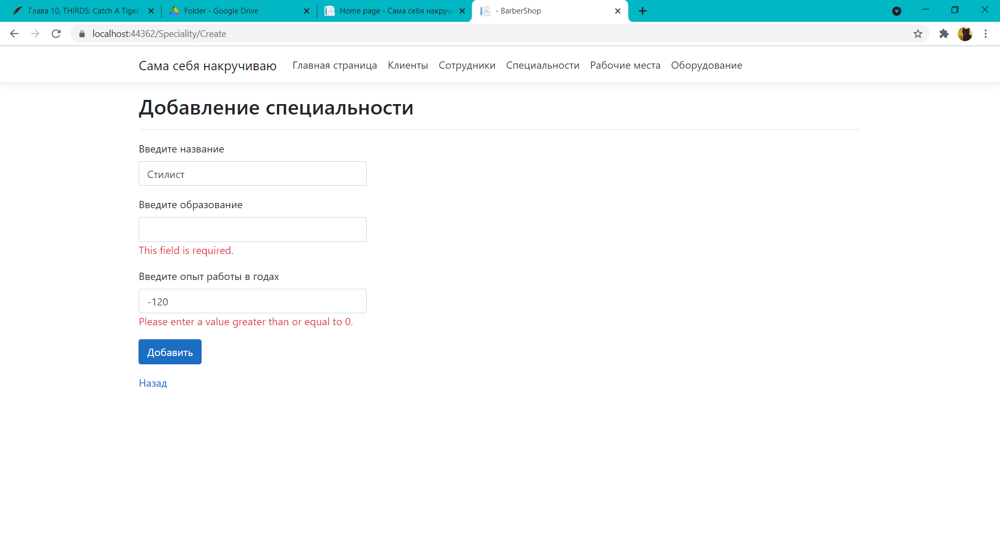 Глава 10, THIRDS: Catch A Tiger
Folder - Google Drive
Home page - Сама себя накручи
- BarberShop
localhost:44362/Speciality/Create
Сама себя накручиваю Главная страница Клиенты Сотрудники Специальности Рабочие места Оборудование
Добавление специальности
Введите название
Стилист
Введите образование
This field is required.
Введите опыт работы в годах
-120
Please enter a value greater than or equal to 0.
Добавить
Назад